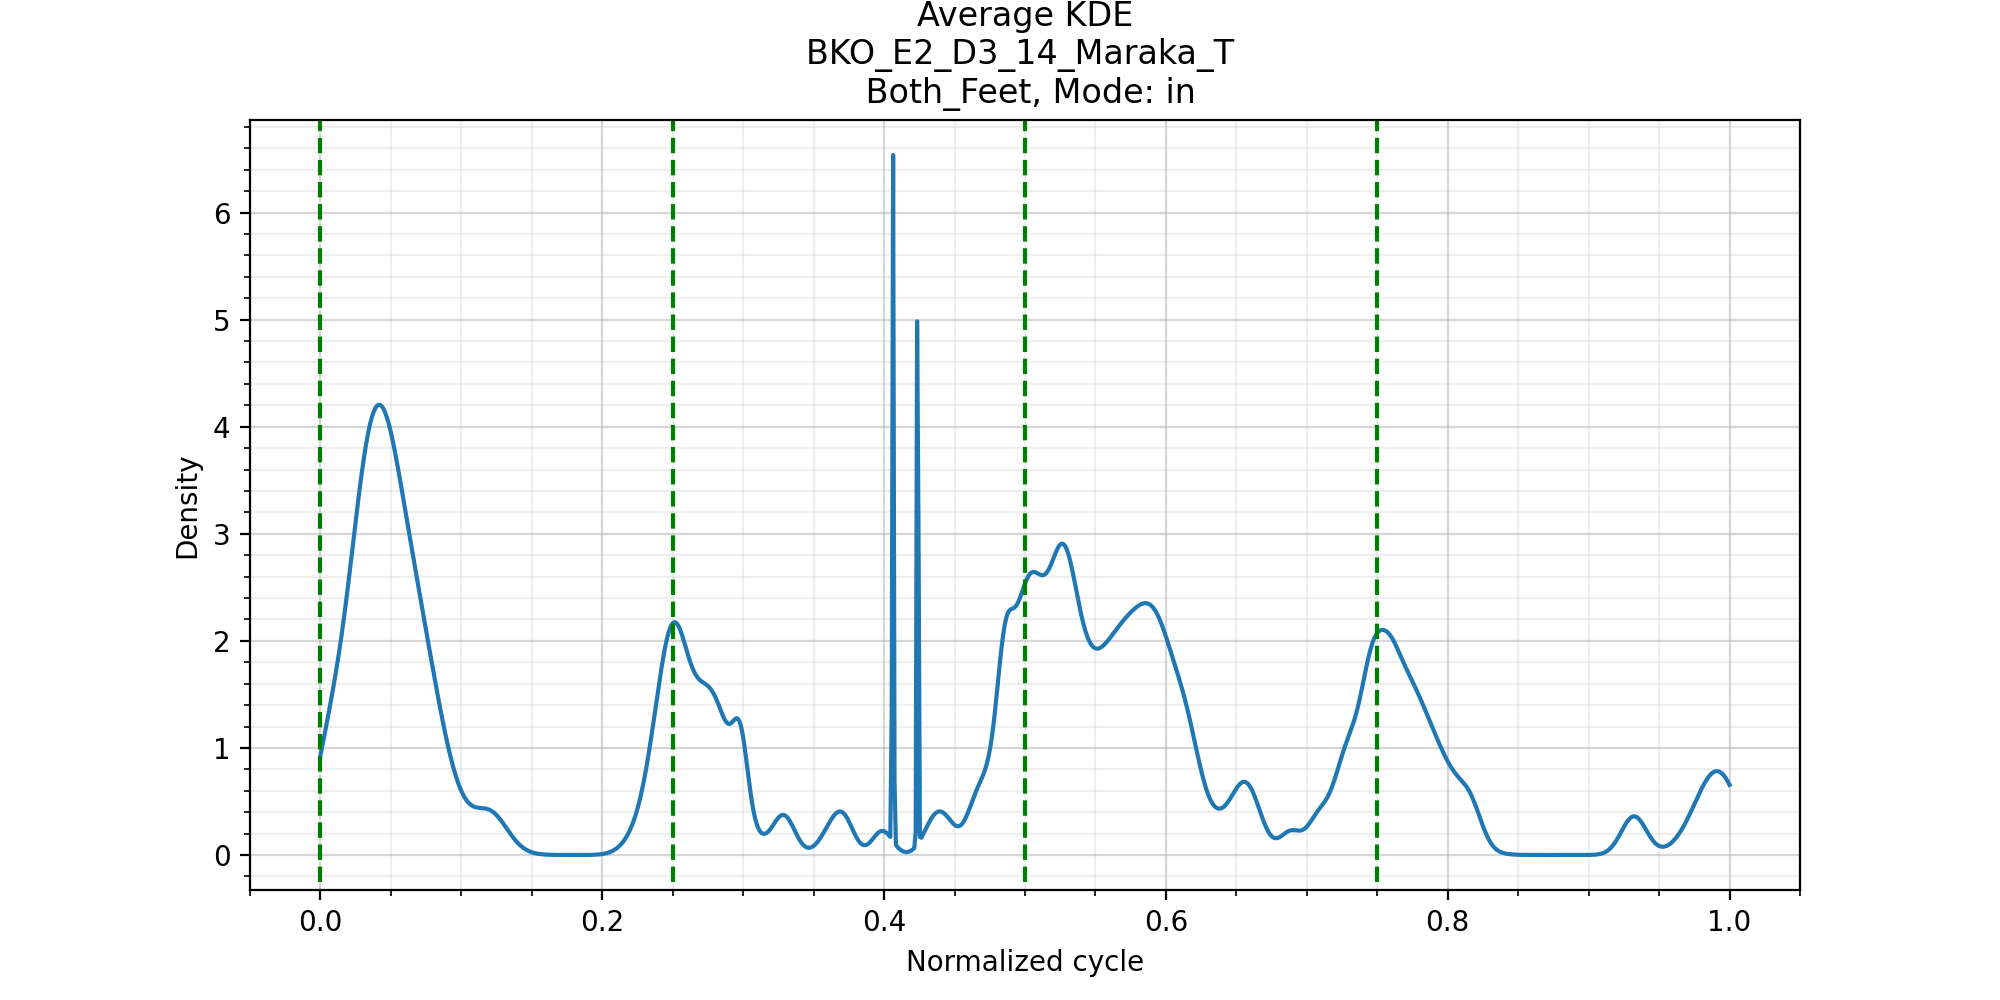 Average KDE
BKO_E2_D3_14_Maraka_T
Both_Feet, Mode: in
Density
6
5
4
3
2
1
0
0.0 0.2 0.4 0.6 0.8 1.0
Normalized cycle